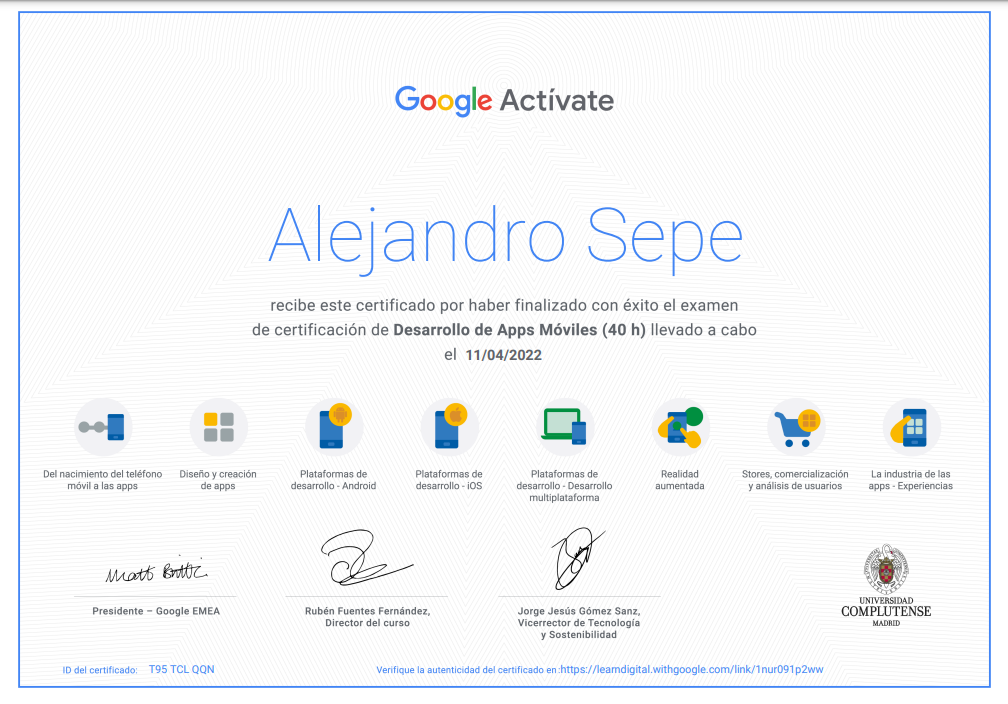 Google Actívate
Alejandro Sepe
recibe este certificado por haber finalizado con éxito el examen
de certificación de Desarrollo de Apps Móviles (40 h) llevado a cabo
el 11/04/2022
Del nacimiento del teléfono
móvil a las apps
Diseño y creación
de apps
Plataformas de
desarrollo - Android
Plataformas de
desarrollo - iOS
Plataformas de
desarrollo - Desarrollo
multiplataforma
Realidad
aumentada
Stores, comercialización
y análisis de usuarios
La industria de las
apps - Experiencias
Matt Brittin
Presidente – Google EMEA
Rubén Fuentes Fernández,
Director del curso
Jorge Jesús Gómez Sanz,
Vicerrector de Tecnología
y Sostenibilidad
UNIVERSIDAD
COMPLUTENSE
MADRID
ID del certificado: T95 TCL QQN
Verifique la autenticidad del certificado en:https://learndigital.withgoogle.com/link/1nur091p2ww